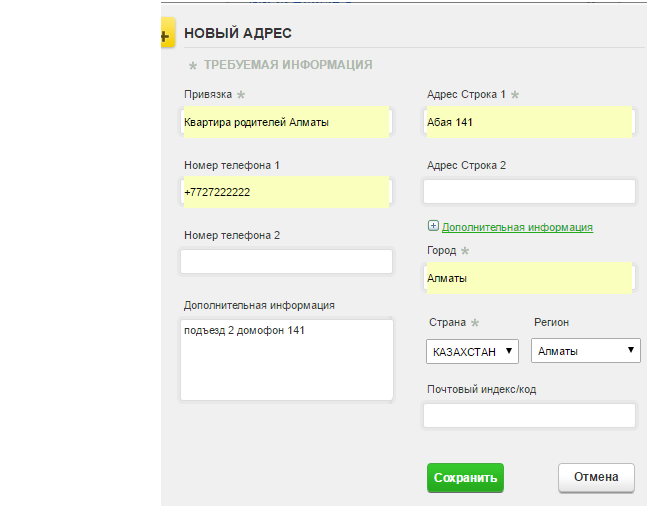 НОВЫЙ АДРЕС
* ТРЕБУЕМАЯ ИНФОРМАЦИЯ
Привязка *
Квартира родителей Алматы
Номер телефона 1
+7727222222
Номер телефона 2
Дополнительная информация
подъезд 2 домофон 141
Адрес Строка 1 *
Абая 141
Адрес Строка 2
Дополнительная информация
Город *
Алматы
Страна *
КАЗАХСТАН
Регион
Алматы
Почтовый индекс/код
Сохранить
Отмена